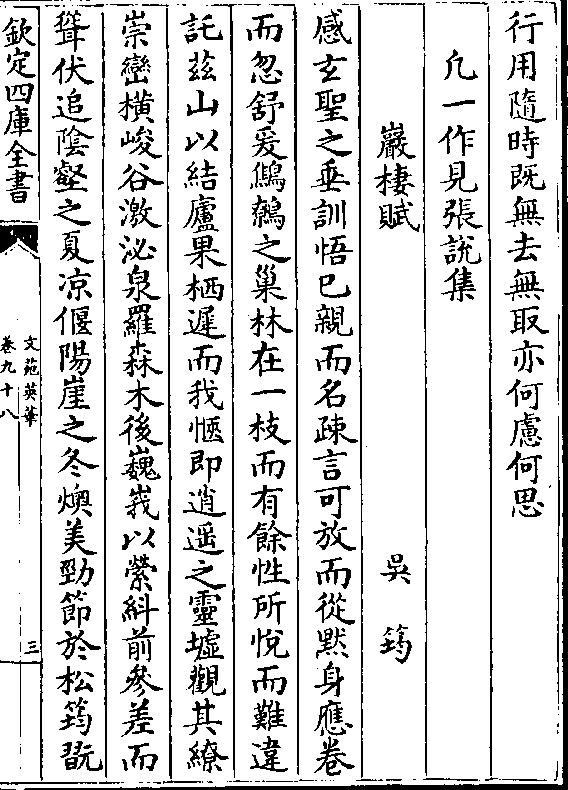 行用隨時既無去無取亦何慮何思
凡一作見張說集
巖棲賦　吳筠
感玄聖之垂訓悟已親而名疎言可放而從黙身應卷
而忽舒爰鷦鷯之巢林在一枝而有餘性所悅而難違
託兹山以結廬果栖遲而我愜即逍遥之靈墟觀其繚
崇巒橫峻谷激泌泉羅森木後巍峩以縈糾前參差而
聳伏追陰壑之夏凉偃陽崖之冬燠美勁節於松筠翫
欽定四庫全書
文苑英華
卷九十八
三